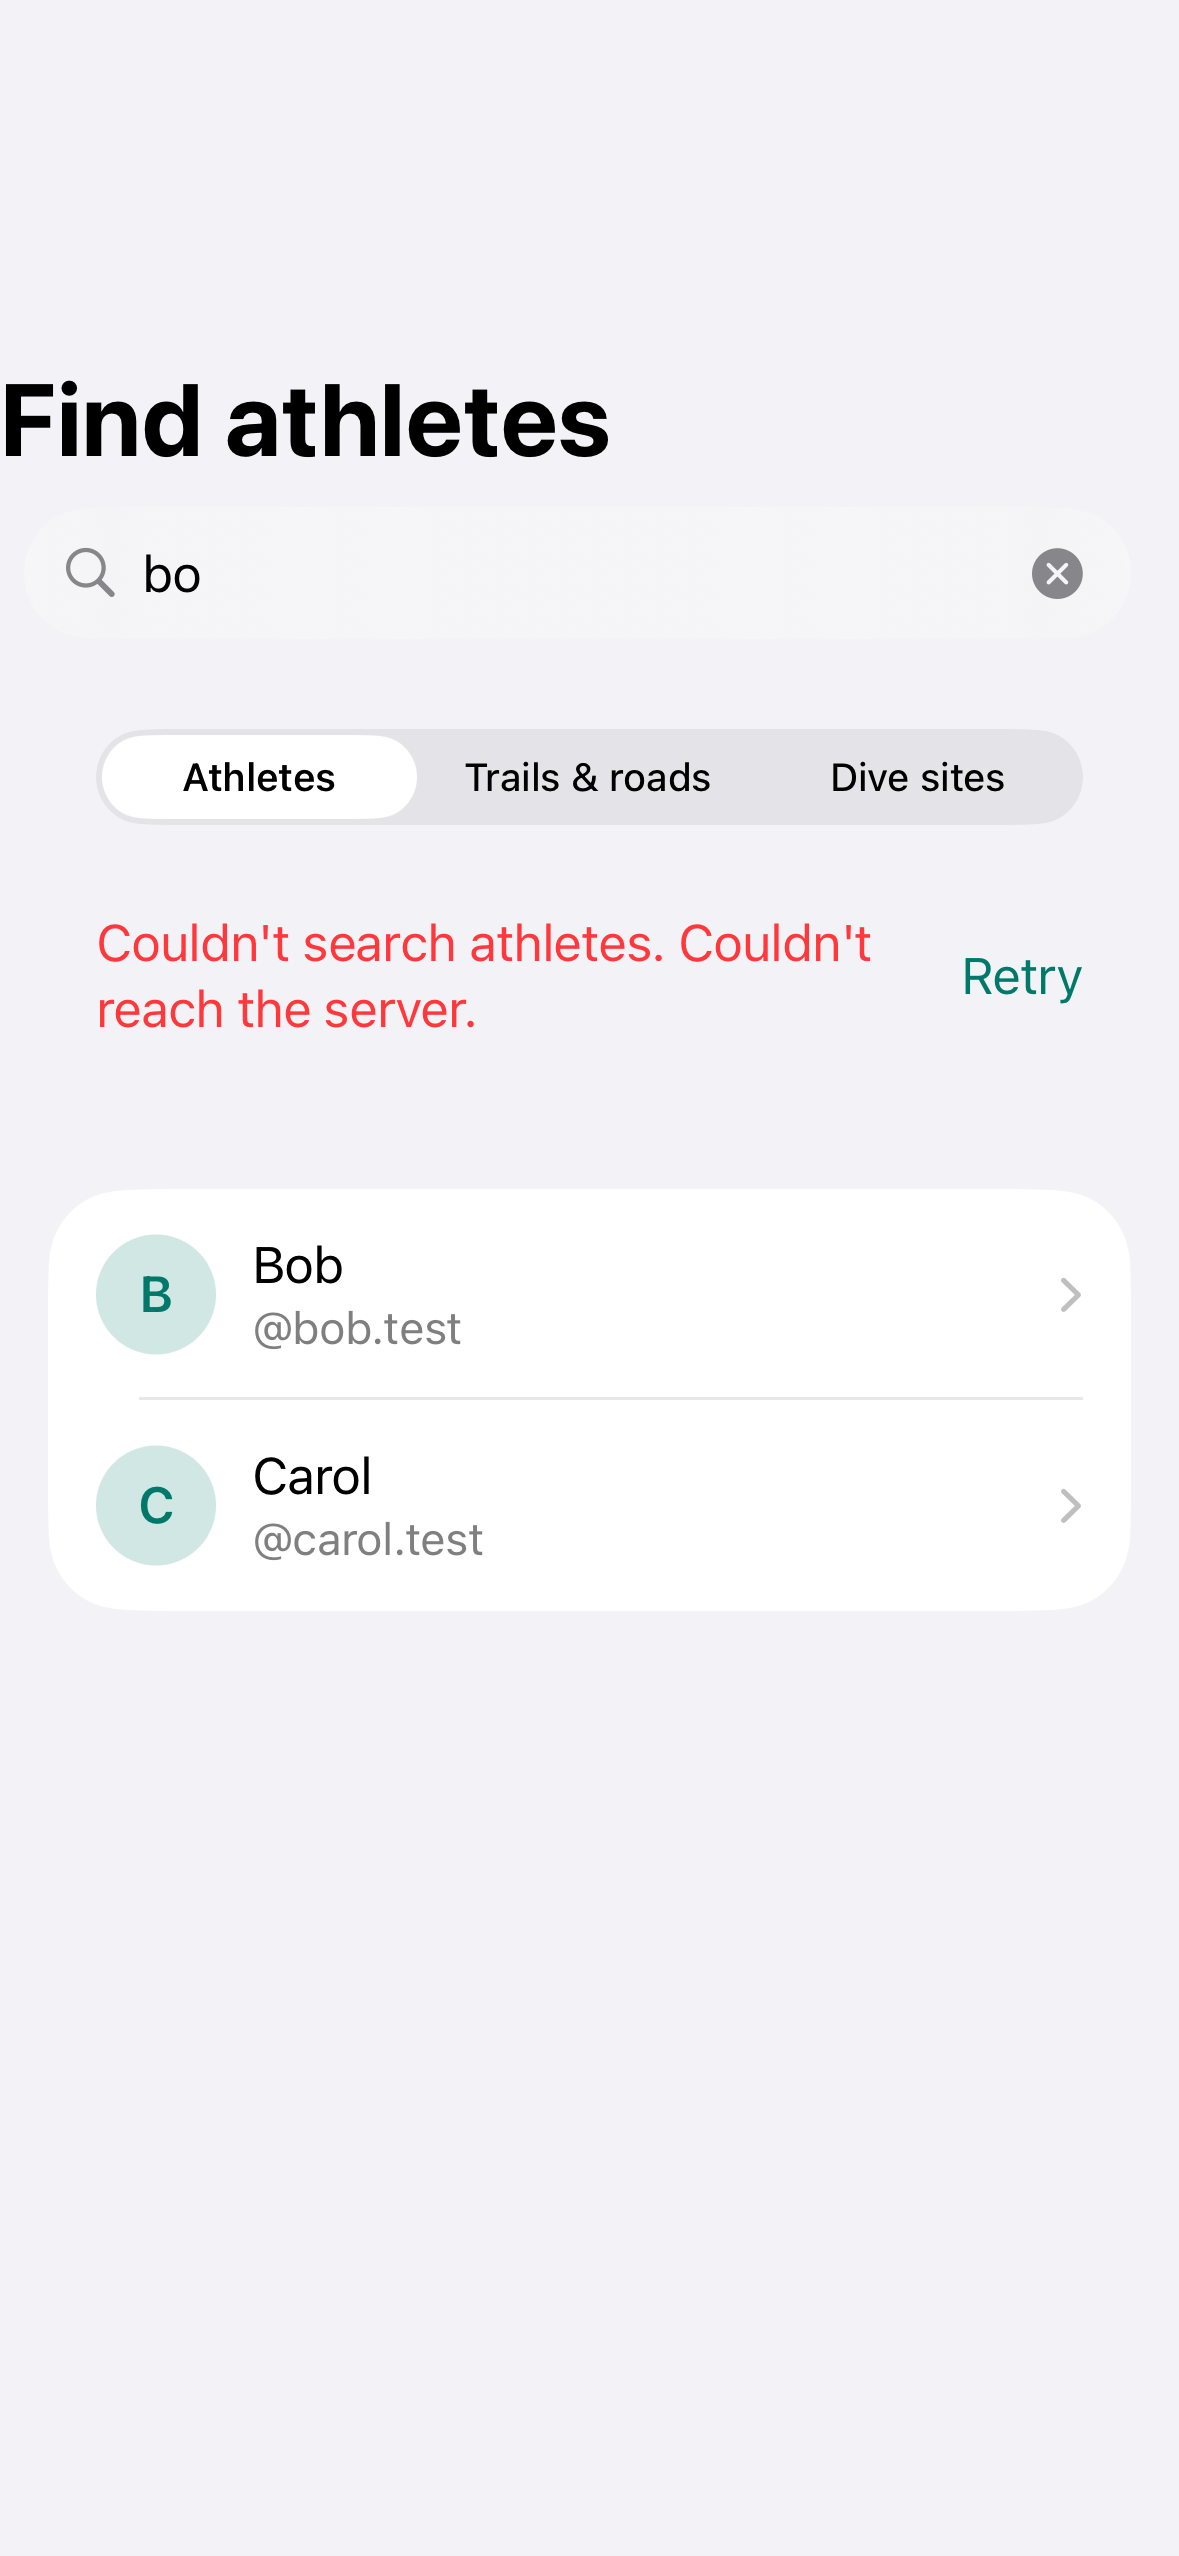 Find athletes
bo
Athletes
Trails & roads
Dive sites
Couldn't search athletes. Couldn't
reach the server.
Retry
B
Bob
@bob.test
C
Carol
@carol.test